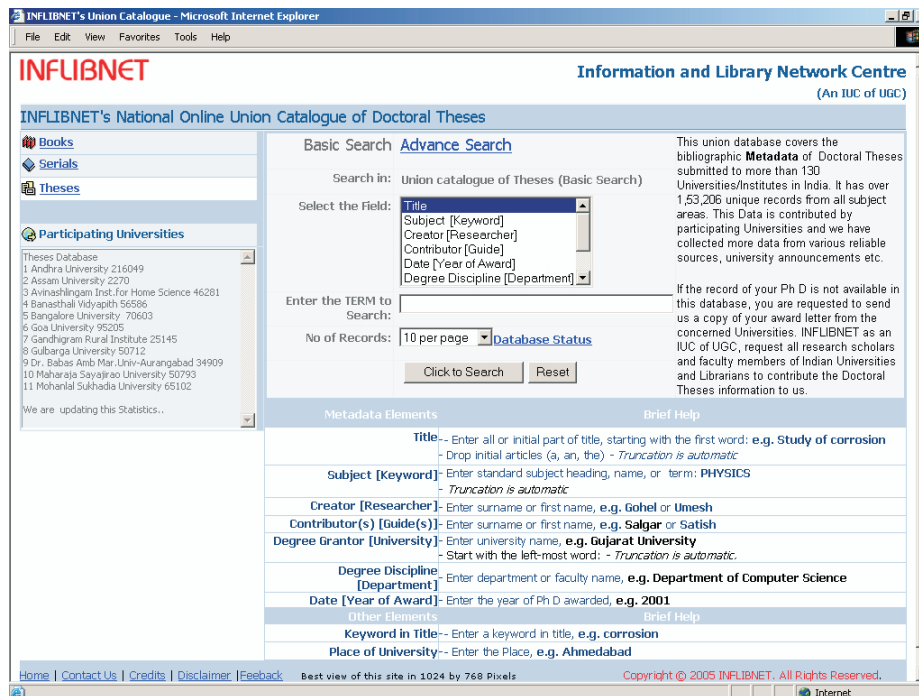 INFLIBNET's Union Catalogue - Microsoft Internet Explorer
File Edit View Favorites Tools Help
INFLIBNET
Information and Library Network Centre
(An IUC of UGC)
INFLIBNET's National Online Union Catalogue of Doctoral Theses
Books
Serials
Theses
Participating Universities
Theses Database
1 Andhra University 216049
2 Assam University 2270
3 Avinashlingam Inst.for Home Science 46281
4 Banasthali Vidyapith 56586
5 Bangalore University 70603
6 Goa University 95205
7 Gandhigram Rural Institute 25145
8 Gulbarga University 50712
9 Dr. Babas Amb Mar.Univ-Aurangabad 34909
10 Maharaja Sayajirao University 50793
11 Mohanlal Sukhadia University 65102
We are updating this Statistics..
Basic Search Advance Search
Search in: Union catalogue of Theses (Basic Search)
Select the Field:
Title
Subject [Keyword]
Creator [Researcher]
Contributor [Guide]
Date [Year of Award]
Degree Discipline [Department]
Enter the TERM to
Search:
No of Records: 10 per page Database Status
Click to Search Reset
This union database covers the
bibliographic Metadata of Doctoral Theses
submitted to more than 130
Universities/Institutes in India. It has over
1,53,206 unique records from all subject
areas. This Data is contributed by
participating Universities and we have
collected more data from various reliable
sources, university announcements etc.
If the record of your Ph D is not available in
this database, you are requested to send
us a copy of your award letter from the
concerned Universities. INFLIBNET as an
IUC of UGC, request all research scholars
and faculty members of Indian Universities
and Librarians to contribute the Doctoral
Theses information to us.
Metadata Elements Brief Help
Title-- Enter all or initial part of title, starting with the first word: e.g. Study of corrosion
- Drop initial articles (a, an, the) - Truncation is automatic
Subject [Keyword]- Enter standard subject heading, name, or term: PHYSICS
- Truncation is automatic
Creator [Researcher]- Enter surname or first name, e.g. Gohel or Umesh
Contributor(s) [Guide(s)]- Enter surname or first name, e.g. Salgar or Satish
Degree Grantor [University]- Enter university name, e.g. Gujarat University
- Start with the left-most word: - Truncation is automatic.
Degree Discipline
[Department]- Enter department or faculty name, e.g. Department of Computer Science
Date [Year of Award]- Enter the year of Ph D awarded, e.g. 2001
Other Elements Brief Help
Keyword in Title-- Enter a keyword in title, e.g. corrosion
Place of University-- Enter the Place, e.g. Ahmedabad
Home | Contact Us | Credits | Disclaimer |Feeback Best view of this site in 1024 by 768 Pixels Copyright © 2005 INFLIBNET. All Rights Reserved.
Internet